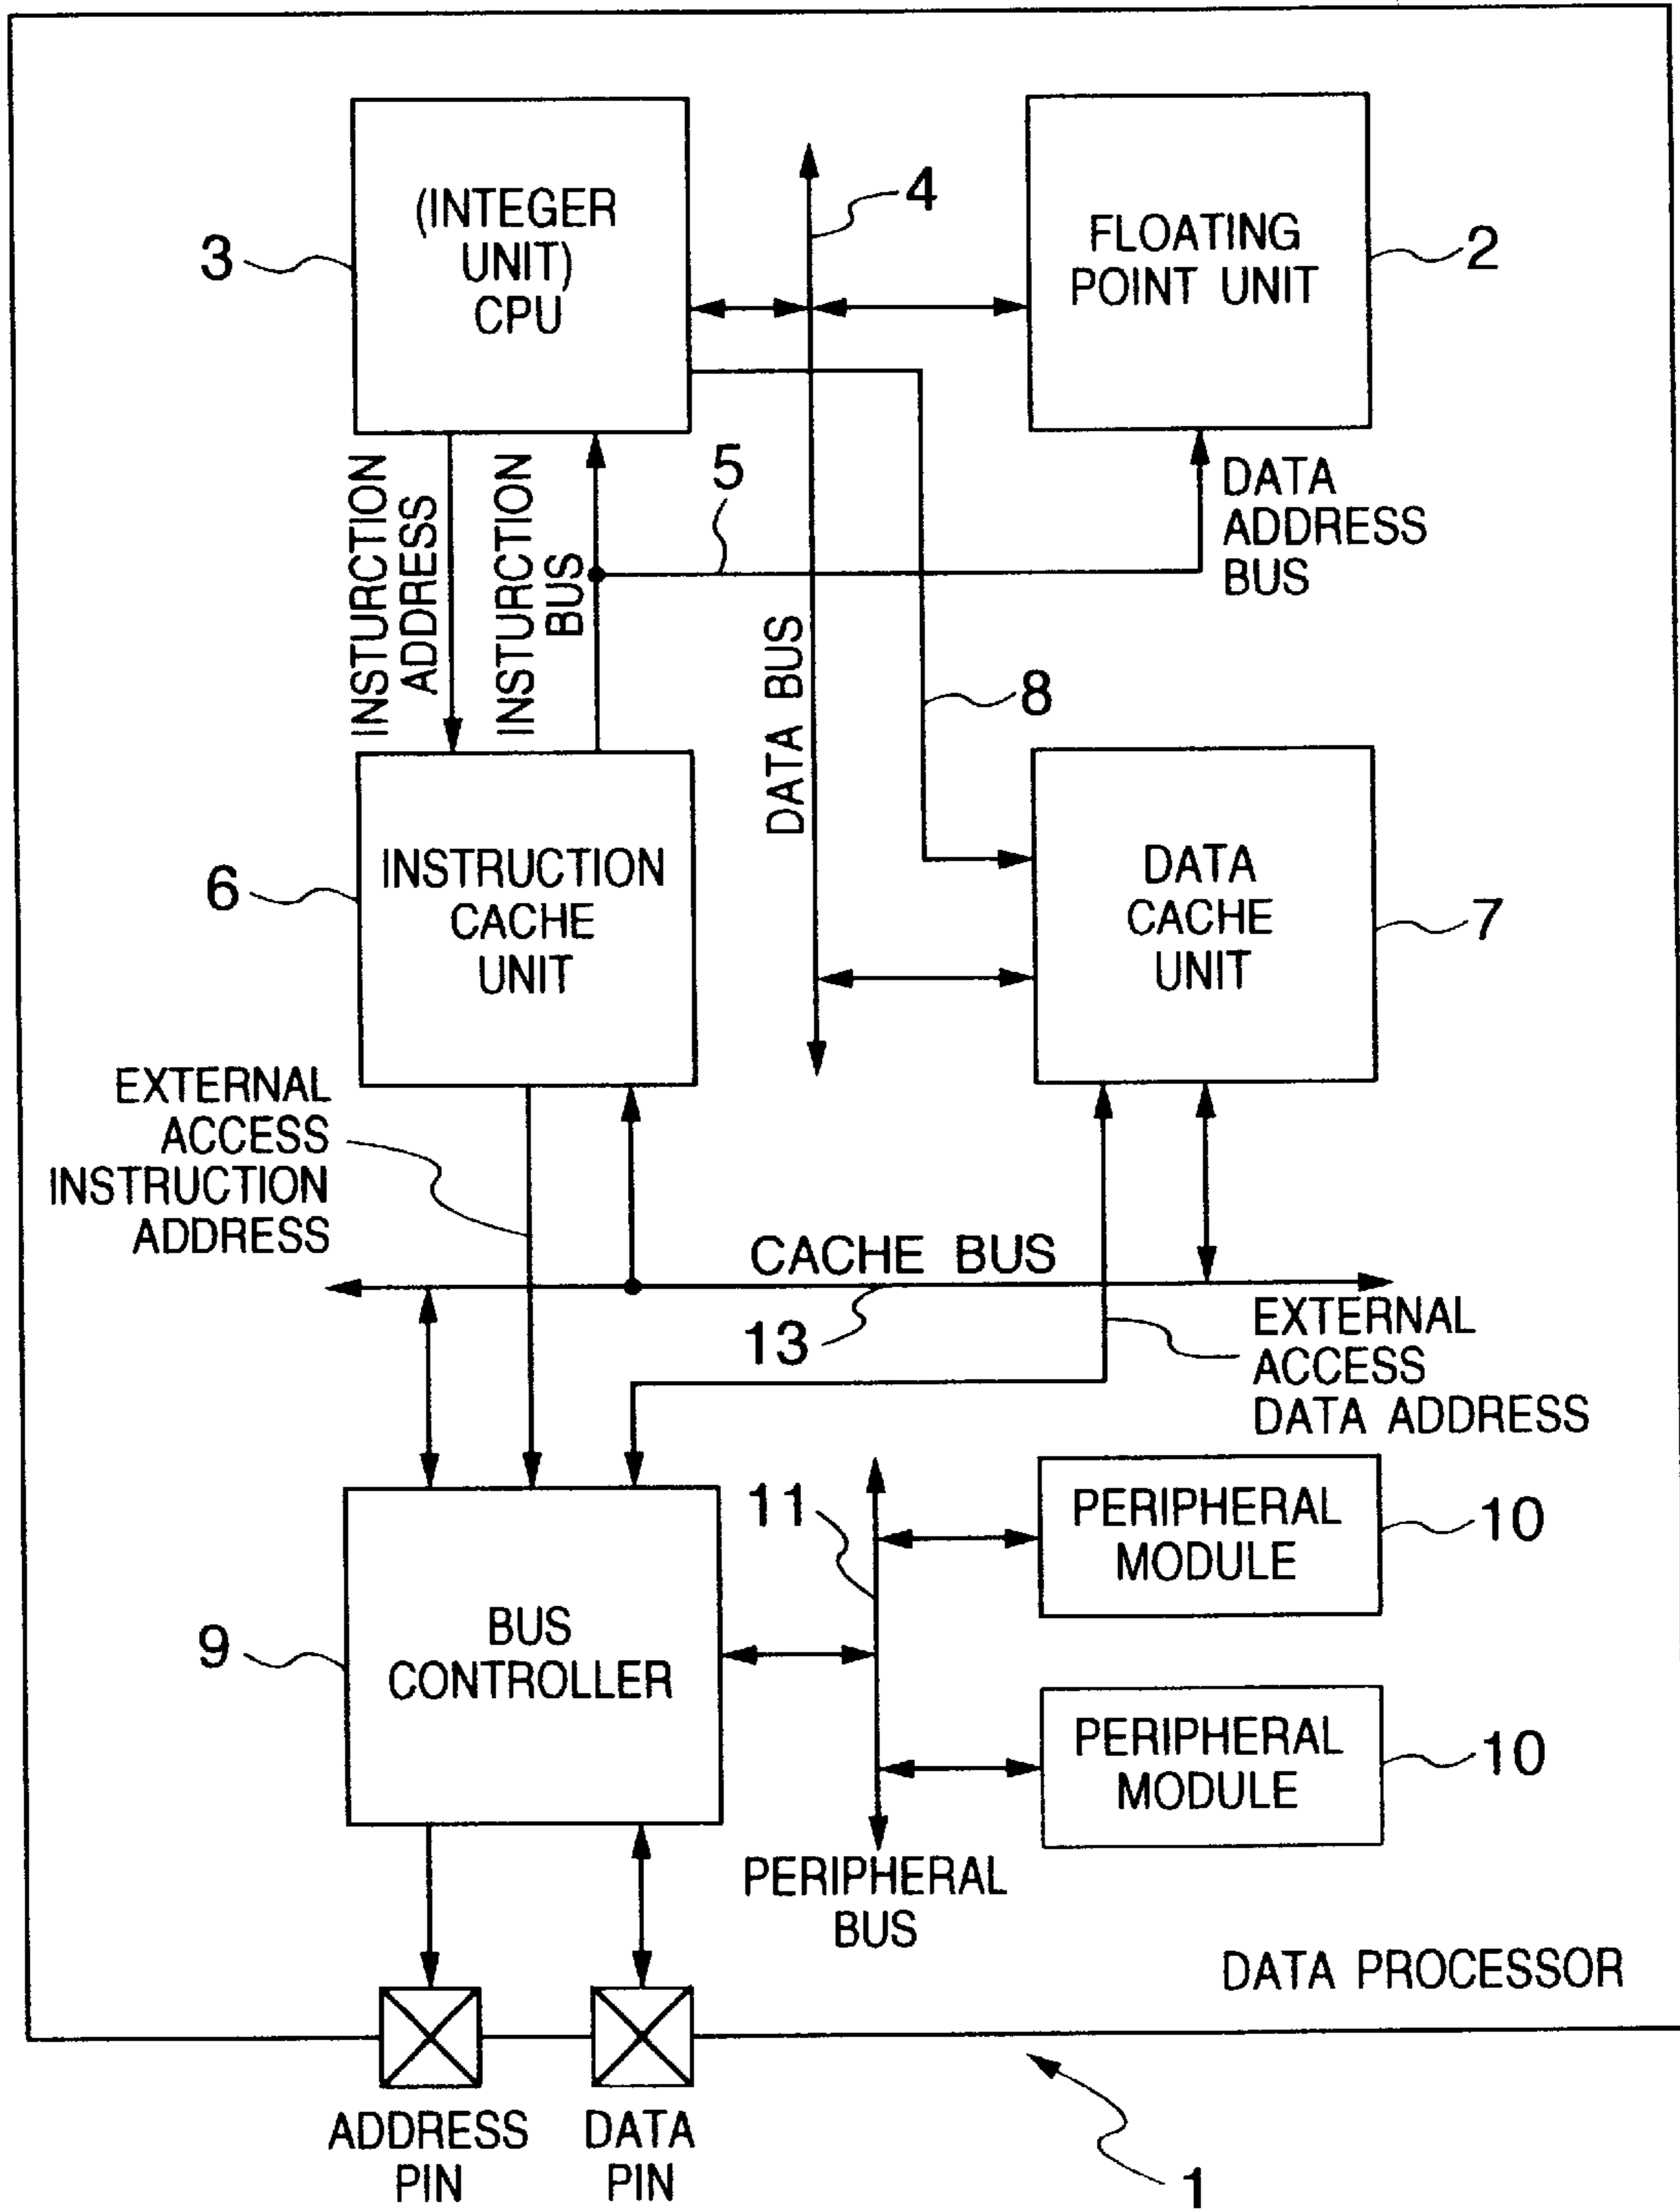 (INTEGER
UNIT)
CPU
3
4
FLOATING
POINT UNIT
2
INSTURCTION
ADDRESS
INSTURCTION
BUS
5
DATA
ADDRESS
BUS
DATA BUS
8
INSTRUCTION
CACHE
UNIT
6
DATA
CACHE
UNIT
7
EXTERNAL
ACCESS
INSTRUCTION
ADDRESS
CACHE BUS
13
EXTERNAL
ACCESS
DATA ADDRESS
BUS
CONTROLLER
9
11
PERIPHERAL
MODULE
10
PERIPHERAL
MODULE
10
PERIPHERAL
BUS
DATA PROCESSOR
ADDRESS
PIN
DATA
PIN
1